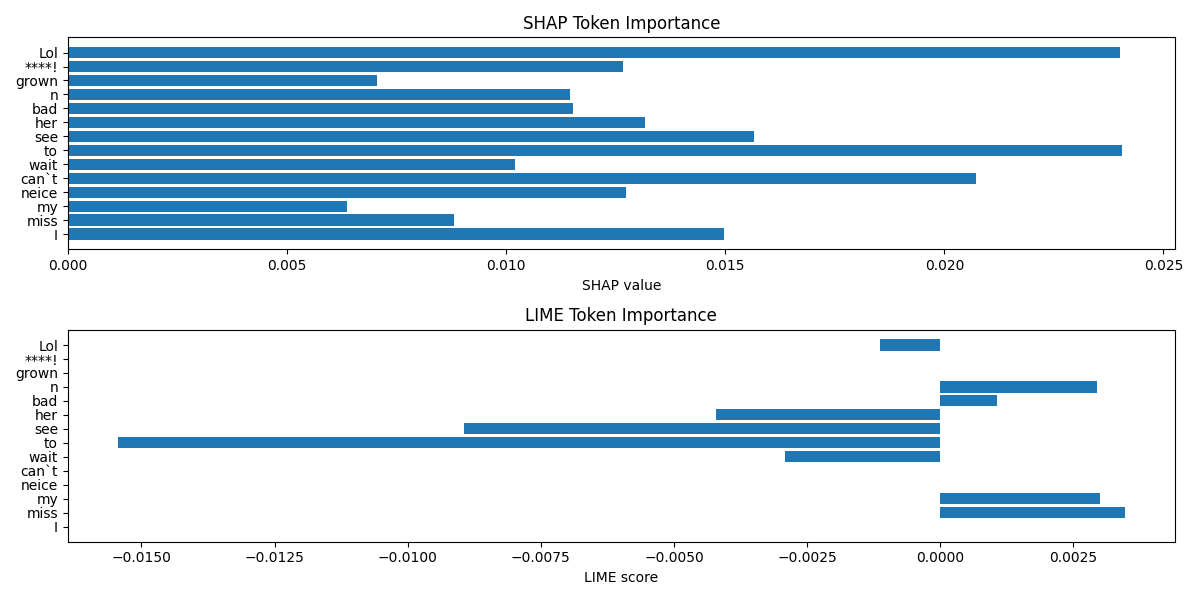 SHAP Token Importance
Lol
****!
grown
n
bad
her
see
to
wait
can`t
neice
my
miss
I
0.000 0.005 0.010 0.015 0.020 0.025
SHAP value
LIME Token Importance
Lol
****!
grown
n
bad
her
see
to
wait
can`t
neice
my
miss
I
−0.0150 −0.0125 −0.0100 −0.0075 −0.0050 −0.0025 0.0000 0.0025
LIME score